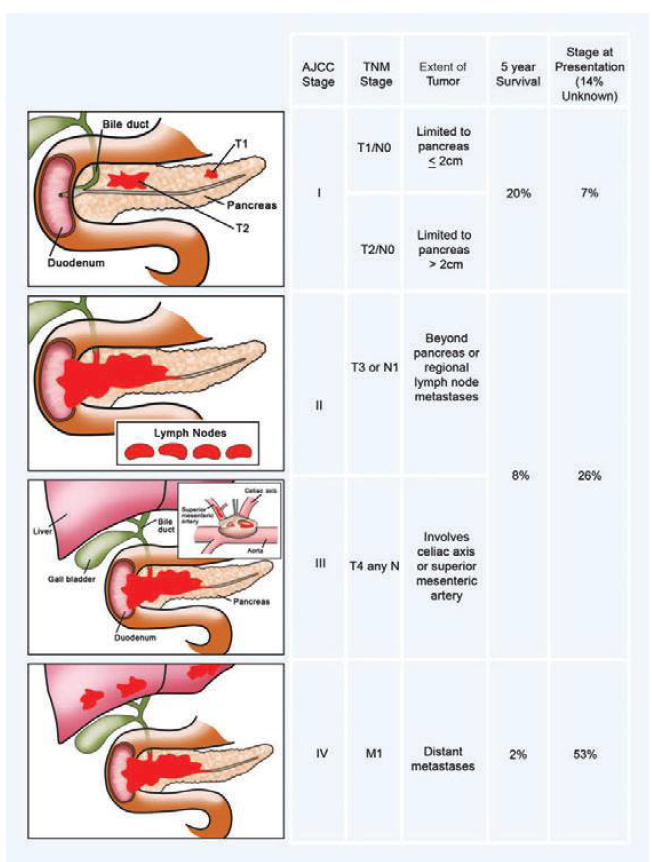 AJCC
Stage
TNM
Stage
Extent of
Tumor
5 year
Survival
Stage at
Presentation
(14%
Unknown)
Bile duct
T1
Pancreas
T2
Duodenum
I
T1/N0
Limited to
pancreas
≤ 2cm
T2/N0
Limited to
pancreas
> 2cm
20%
7%
Lymph Nodes
II
T3 or N1
Beyond
pancreas or
regional
lymph node
metastases
8%
26%
Liver
Gall bladder
Bile
duct
Superior
mesenteric
artery
Celiac axis
Aorta
Pancreas
Duodenum
III
T4 any N
Involves
celiac axis
or superior
mesenteric
artery
IV
M1
Distant
metastases
2%
53%